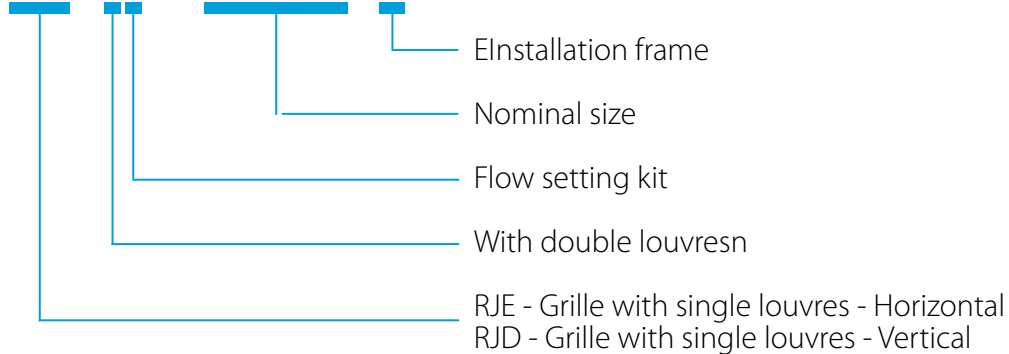 EInstallation frame
Nominal size
Flow setting kit
With double louvresn
RJE - Grille with single louvres - Horizontal
RJD - Grille with single louvres - Vertical